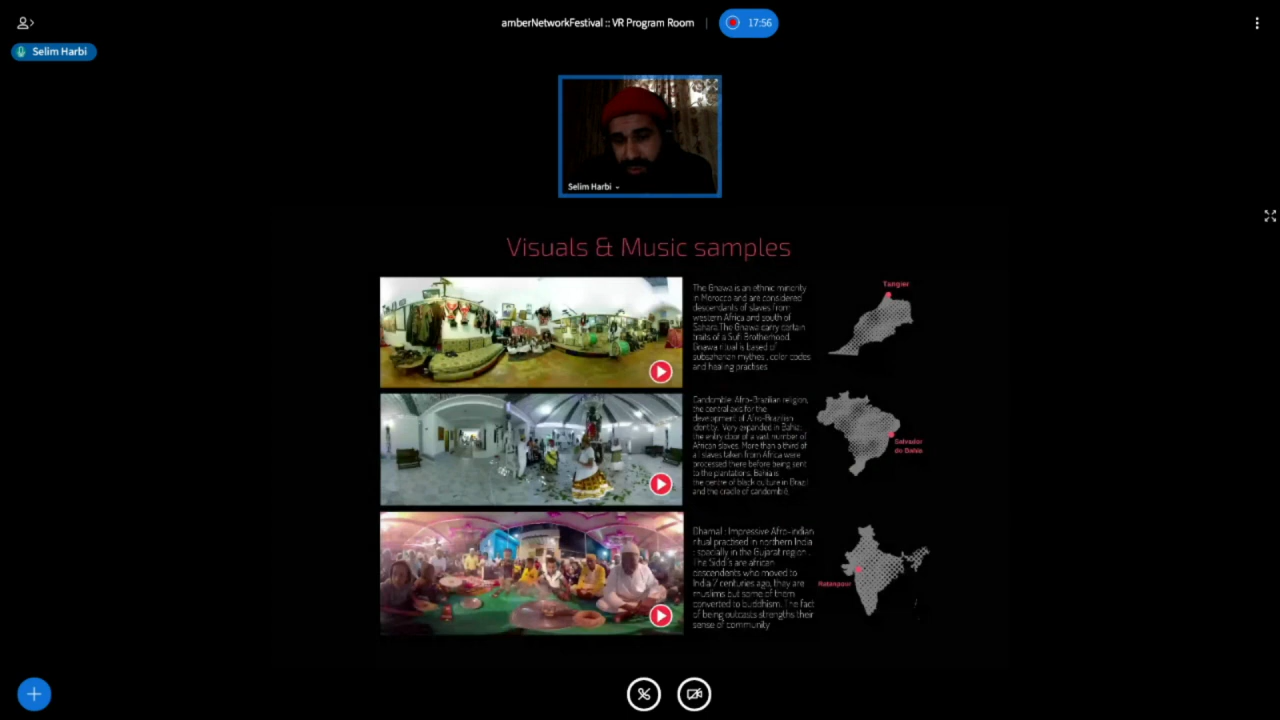 amberNetworkFestival :: VR Program Room
17:56
Selim Harbi
Selim Harbi
Visuals & Music samples
The Gnawa is an ethnic minority
in Morocco and are considered
descendants of slaves from
western Africa and south of
Sahara. The Gnawa carry certain
traits of a Sufi Brotherhood.
Gnawa ritual is based of
subsaharian mythes , color codes
and healing practises
Tangier
Candomble: Afro-Brazilian religion,
the central axis for the
development of Afro-Brazilian
identity. Very expanded in Bahia:
the entry door of a vast number of
African slaves. More than a third of
all slaves taken from Africa were
processed there before being sent
to the plantations. Bahia is
the centre of black culture in Brazil
and the cradle of candomblé.
Salvador
de Bahia
Dhamal : Impressive Afro-indian
ritual practised in northern India
: specially in the Gujarat region .
The Siddi's are african
descendents who moved to
India 7 centuries ago, they are
muslims but some of them
converted to buddhism. The fact
of being outcasts strengths their
sense of community
Ratanpoor